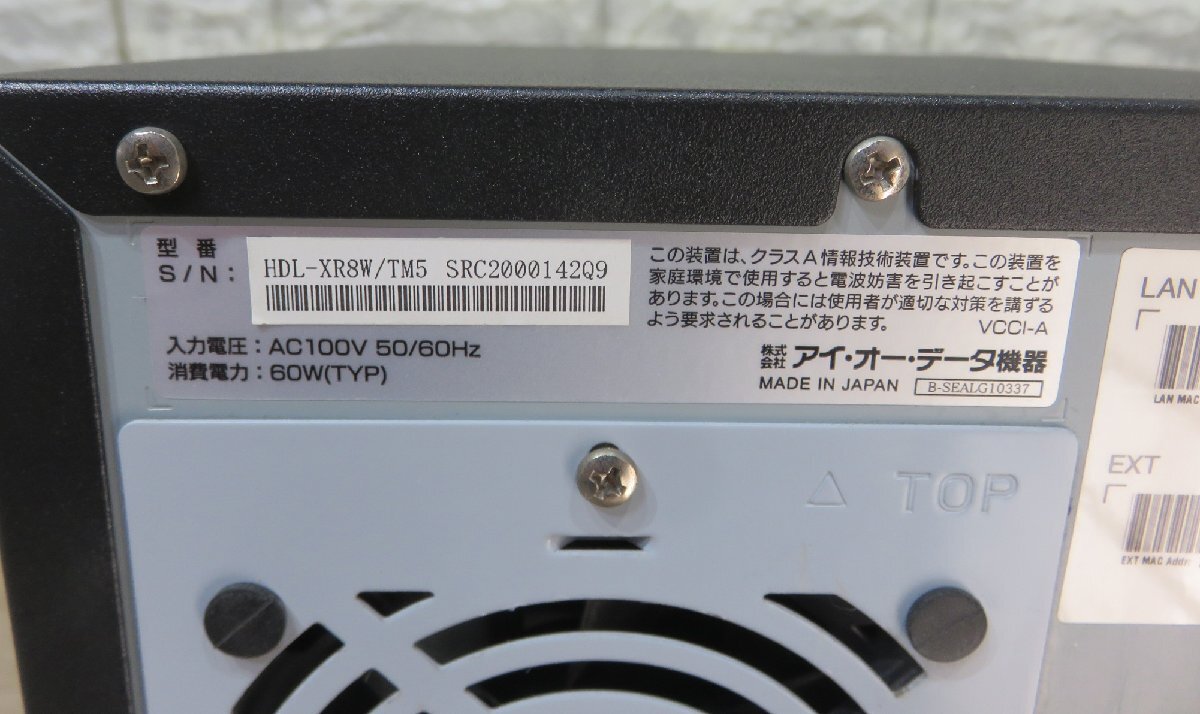 型番
S/N:
HDL-XR8W/TM5 SRC2000142Q9
入力電圧:AC100V 50/60Hz
消費電力:60W(TYP)
この装置は、クラスA情報技術装置です。この装置を
家庭環境で使用すると電波妨害を引き起こすことが
あります。この場合には使用者が適切な対策を講ずる
よう要求されることがあります。 VCCI-A
株式会社 アイ・オー・データ機器
MADE IN JAPAN B-SEALG10337
LAN
LAN MAC
EXT
EXT MAC Addr:
△ TOP